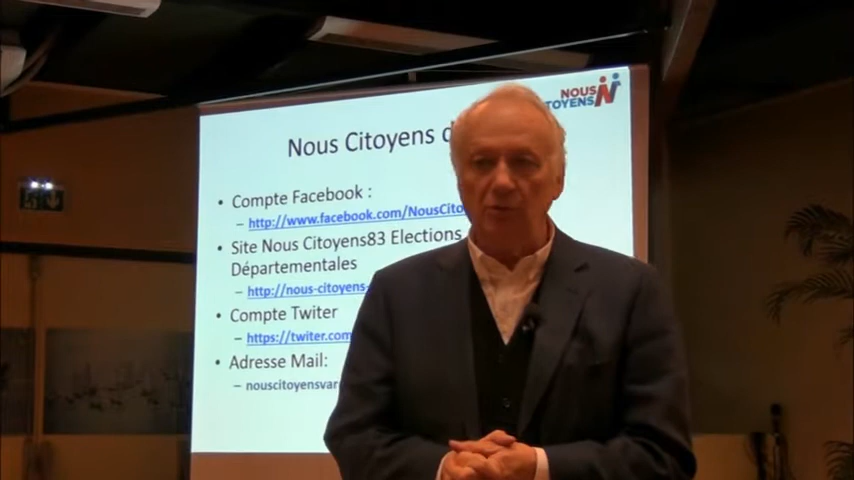 NOUS
TOYENS
Nous Citoyens d
• Compte Facebook :
– http://www.facebook.com/NousCito
• Site Nous Citoyens83 Elections
Départementales
– http://nous-citoyens-
• Compte Twiter
– https://twiter.com
• Adresse Mail:
– nouscitoyensvar